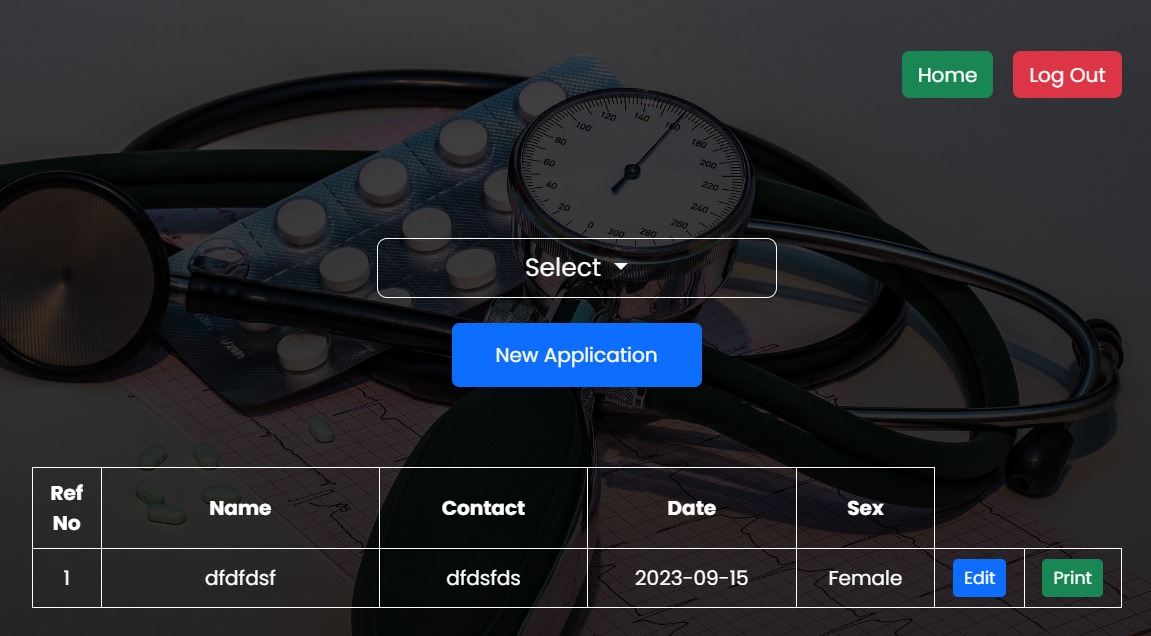 Home Log Out
120 140 160
100 180
80 200
60 220
40 240
20 260
0 300 280
Select
New Application
Ref No Name Contact Date Sex
1 dfdfdsf dfdsfds 2023-09-15 Female Edit Print